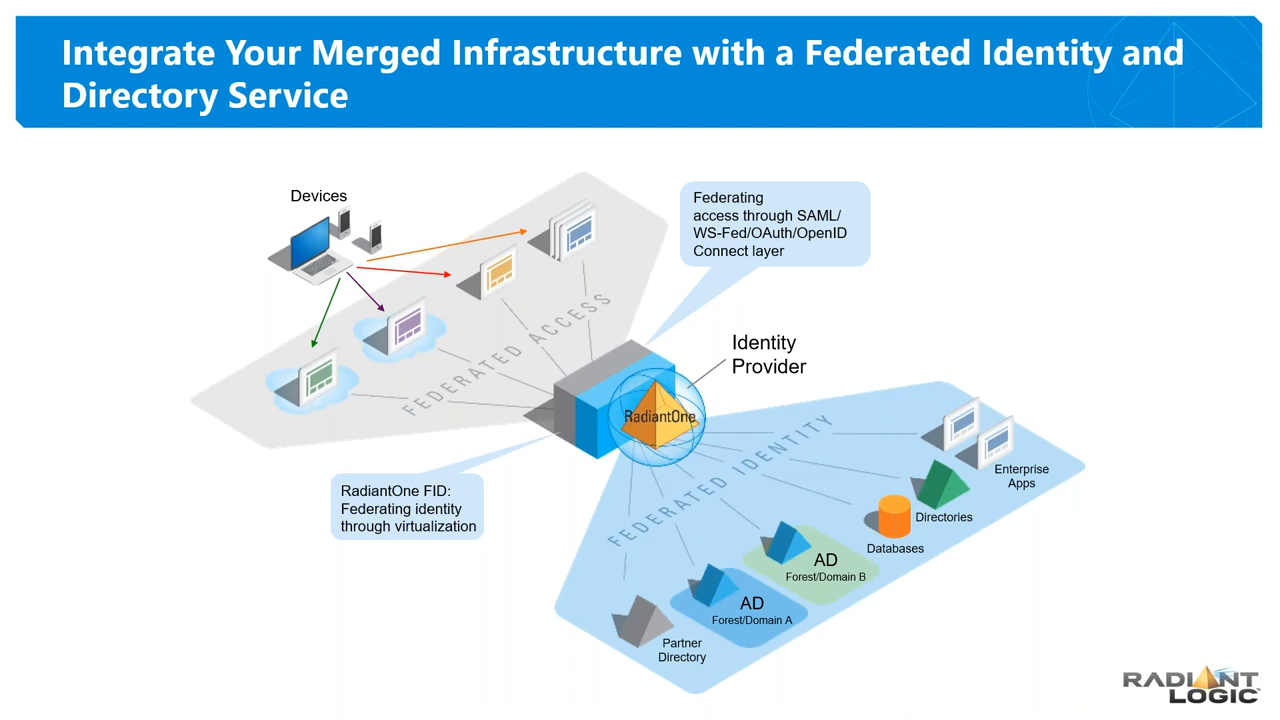 Integrate Your Merged Infrastructure with a Federated Identity and
Directory Service
Devices
Federating
access through SAML/
WS-Fed/OAuth/OpenID
Connect layer
FEDERATED ACCESS
Identity
Provider
RadiantOne
RadiantOne FID:
Federating identity
through virtualization
FEDERATED IDENTITY
Enterprise
Apps
Directories
Databases
AD
Forest/Domain B
AD
Forest/Domain A
Partner
Directory
RADIANT
LOGIC